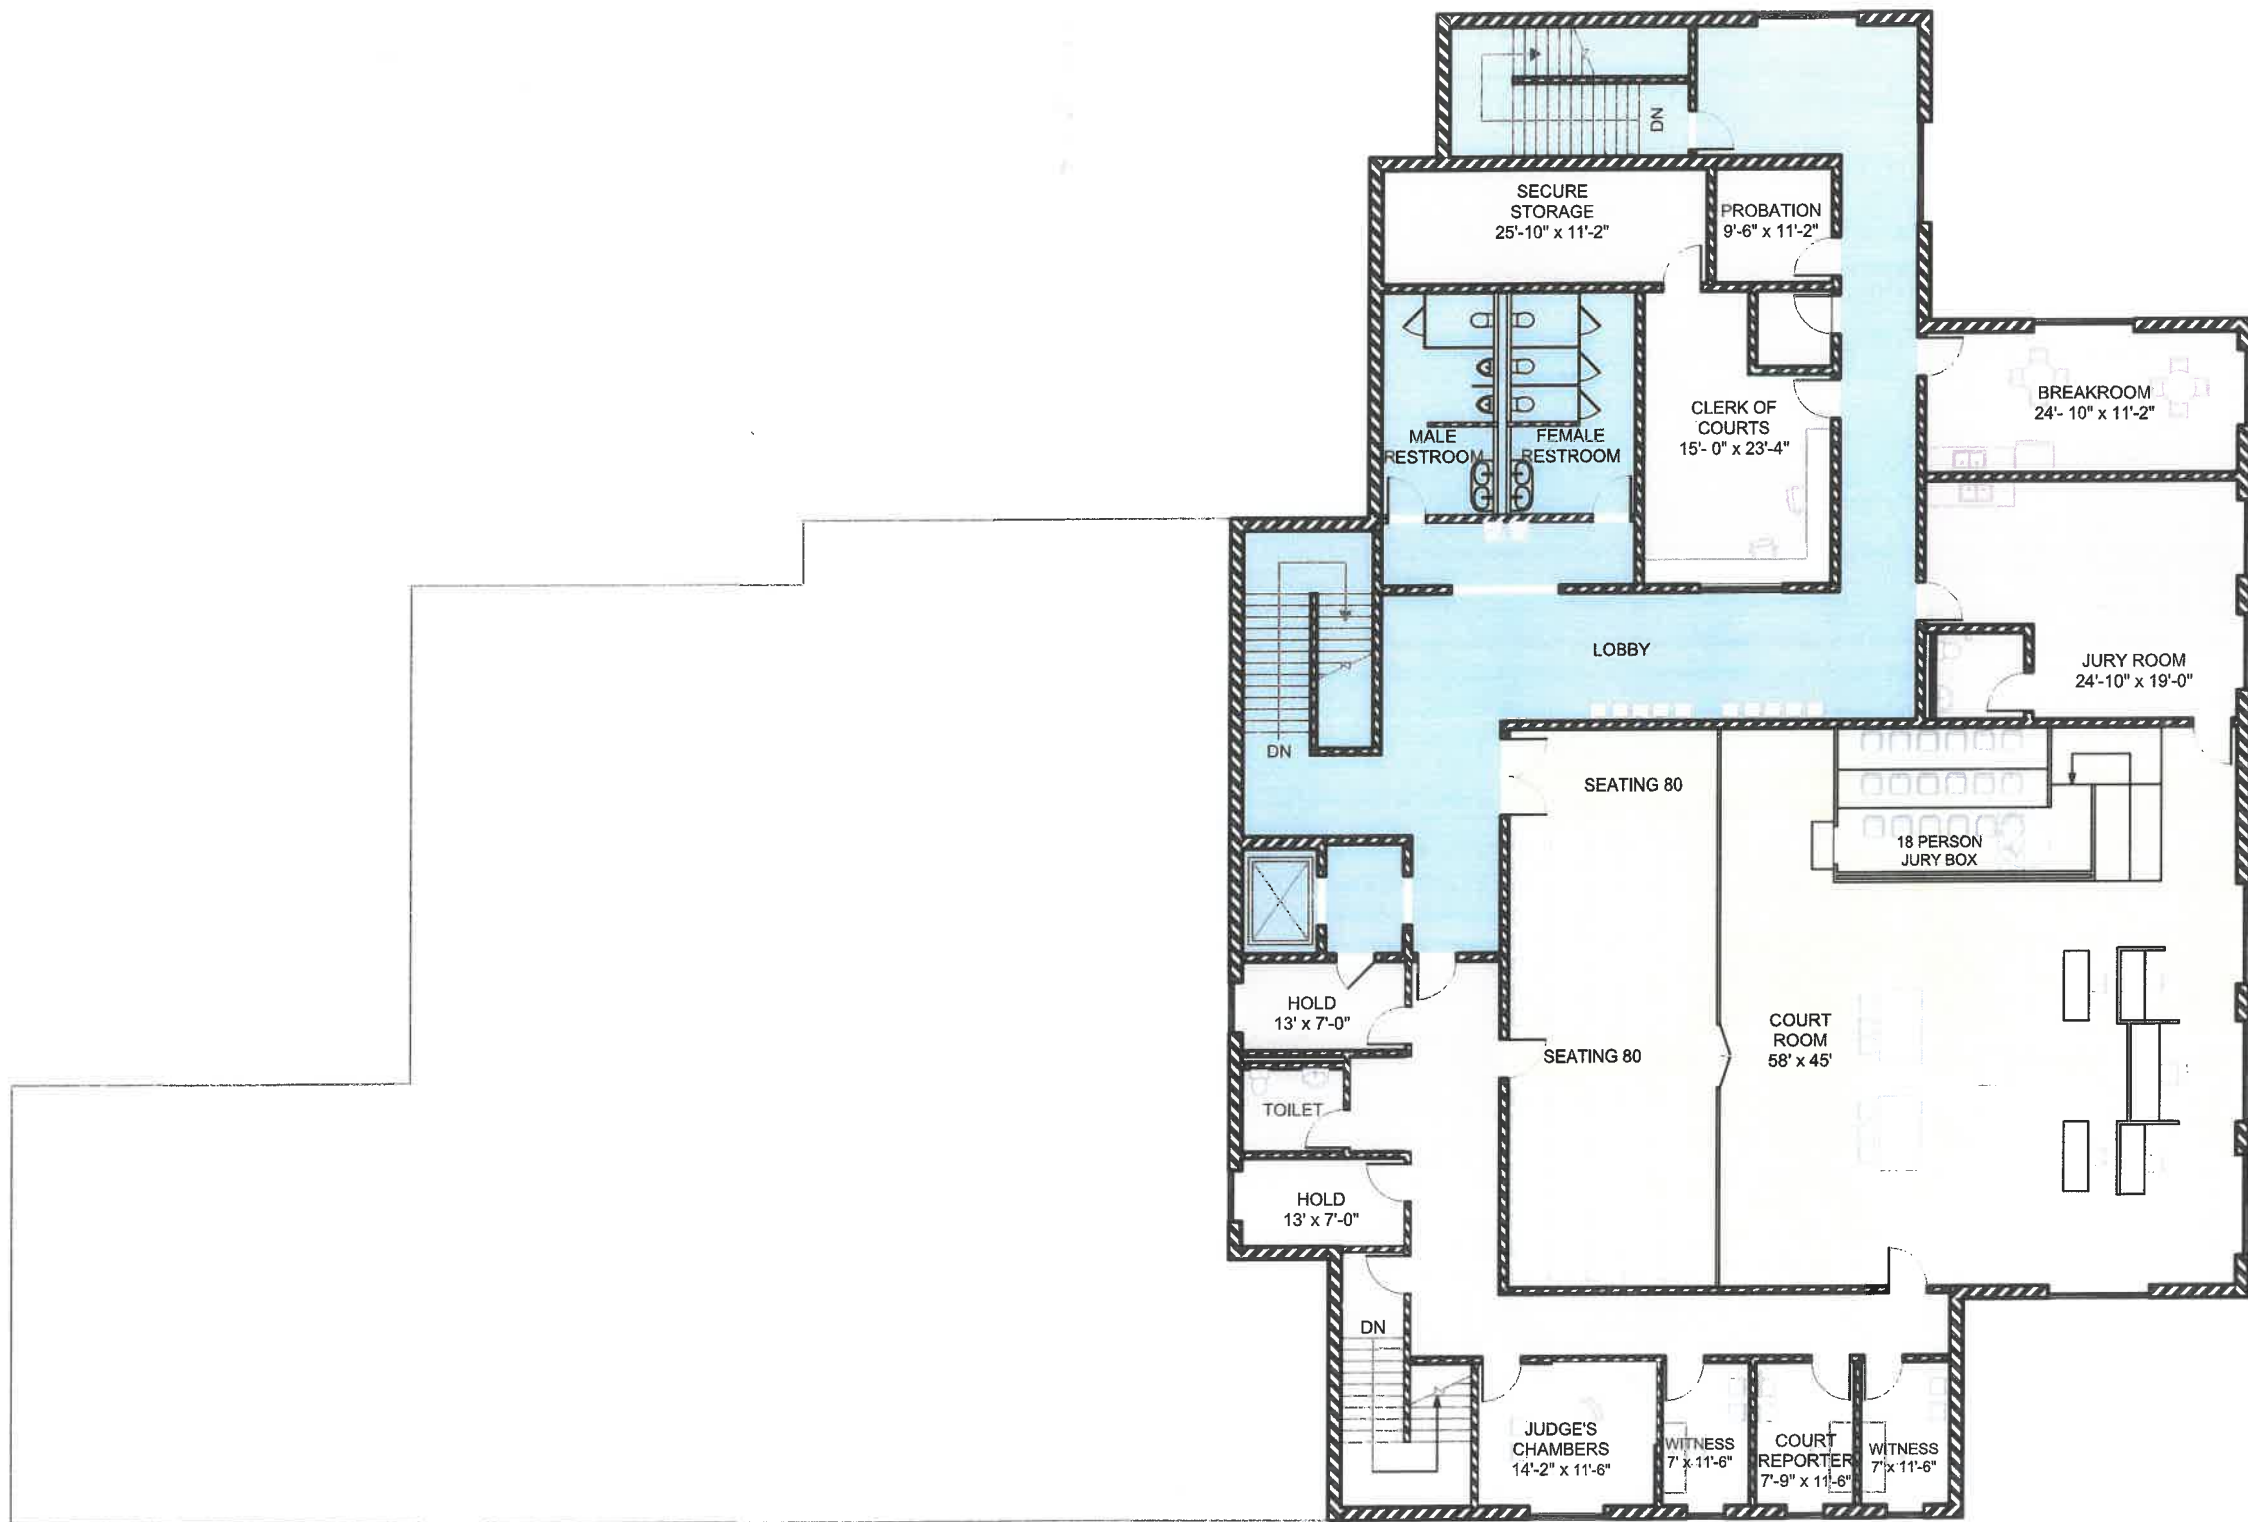 DN
SECURE
STORAGE
25'-10" x 11'-2"
PROBATION
9'-6" x 11'-2"
BREAKROOM
24'- 10" x 11'-2"
CLERK OF
COURTS
15'- 0" x 23'-4"
MALE
RESTROOM
FEMALE
RESTROOM
LOBBY
JURY ROOM
24'-10" x 19'-0"
DN
SEATING 80
18 PERSON
JURY BOX
HOLD
13' x 7'-0"
COURT
ROOM
58' x 45'
SEATING 80
TOILET
HOLD
13' x 7'-0"
DN
JUDGE'S
CHAMBERS
14'-2" x 11'-6"
WITNESS
7' x 11'-6"
COURT
REPORTER
7'-9" x 11'-6"
WITNESS
7' x 11'-6"